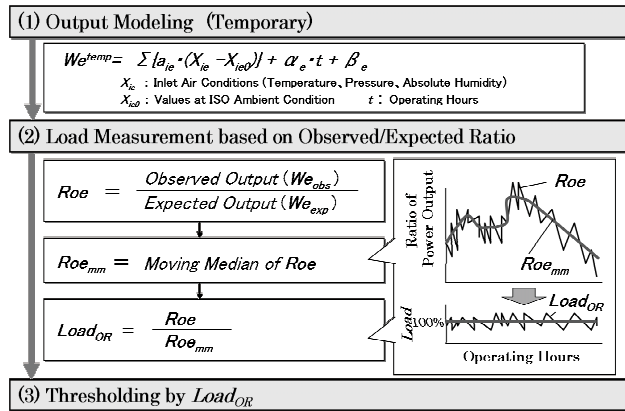 (1) Output Modeling (Temporary)
We^temp = Σ{a_ie・(X_ie − X_ie0)} + α_e・t + β_e
X_ie : Inlet Air Conditions (Temperature、Pressure、Absolute Humidity)
X_ie0 : Values at ISO Ambient Condition t : Operating Hours
(2) Load Measurement based on Observed/Expected Ratio
Roe = Observed Output (We_obs) / Expected Output (We_exp)
Roe_mm = Moving Median of Roe
Load_OR = Roe / Roe_mm
Ratio of
Power Output
Roe
Roe_mm
Load
100%
Load_OR
Operating Hours
(3) Thresholding by Load_OR